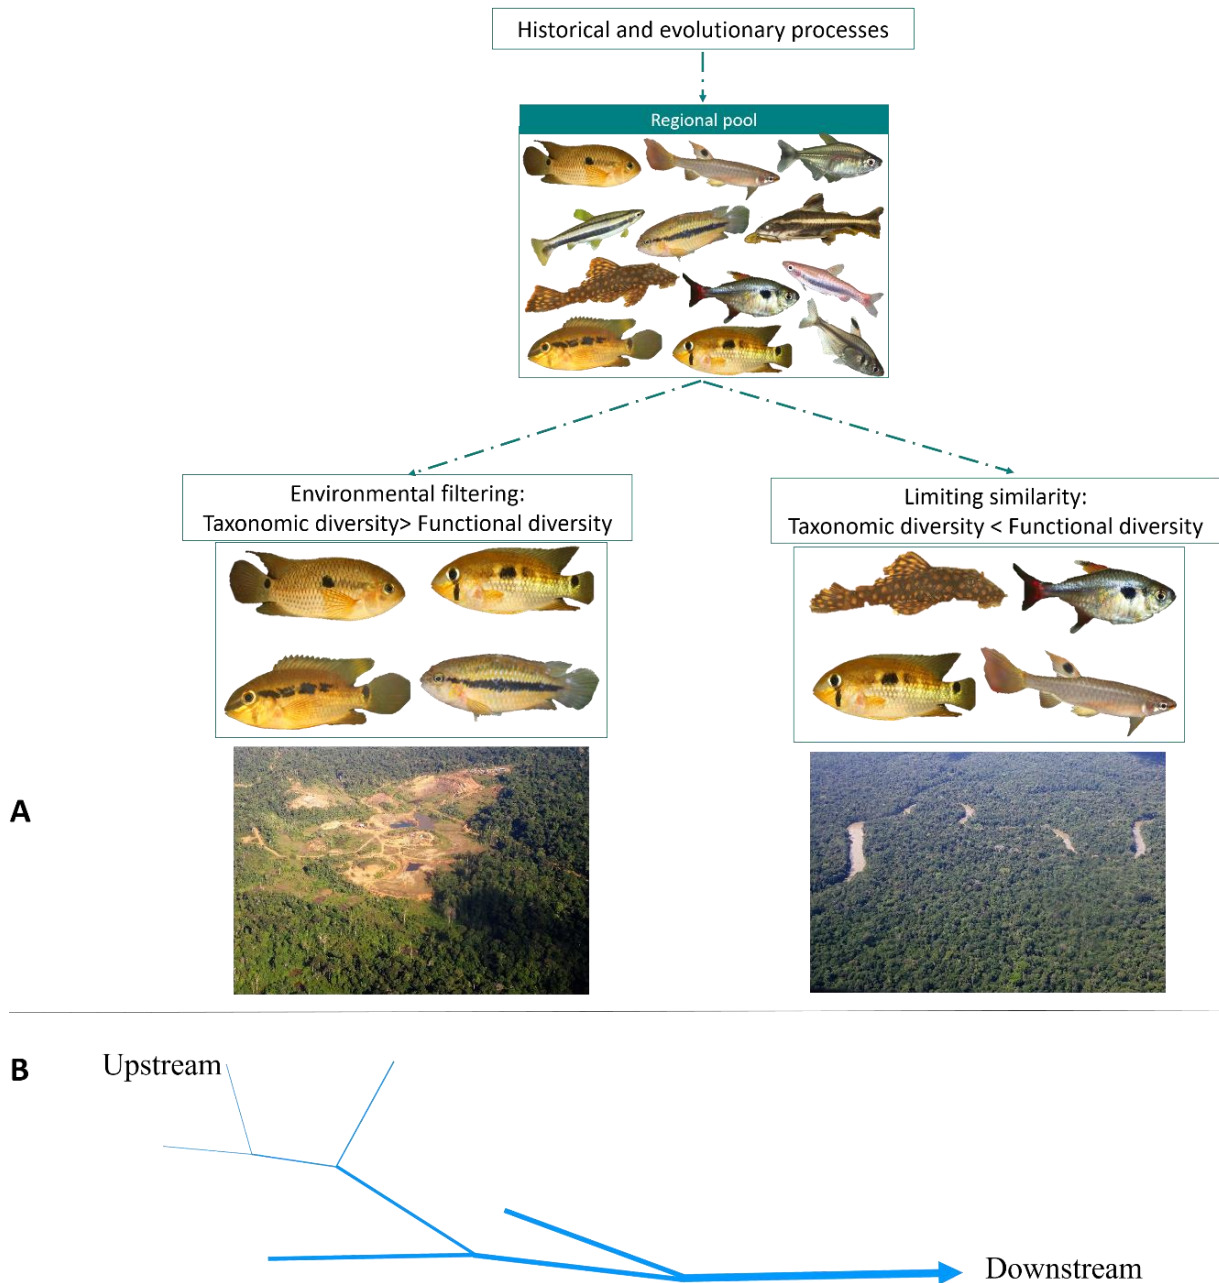 Historical and evolutionary processes
Regional pool
Environmental filtering:
Taxonomic diversity> Functional diversity
Limiting similarity:
Taxonomic diversity < Functional diversity
A
B
Upstream
Downstream